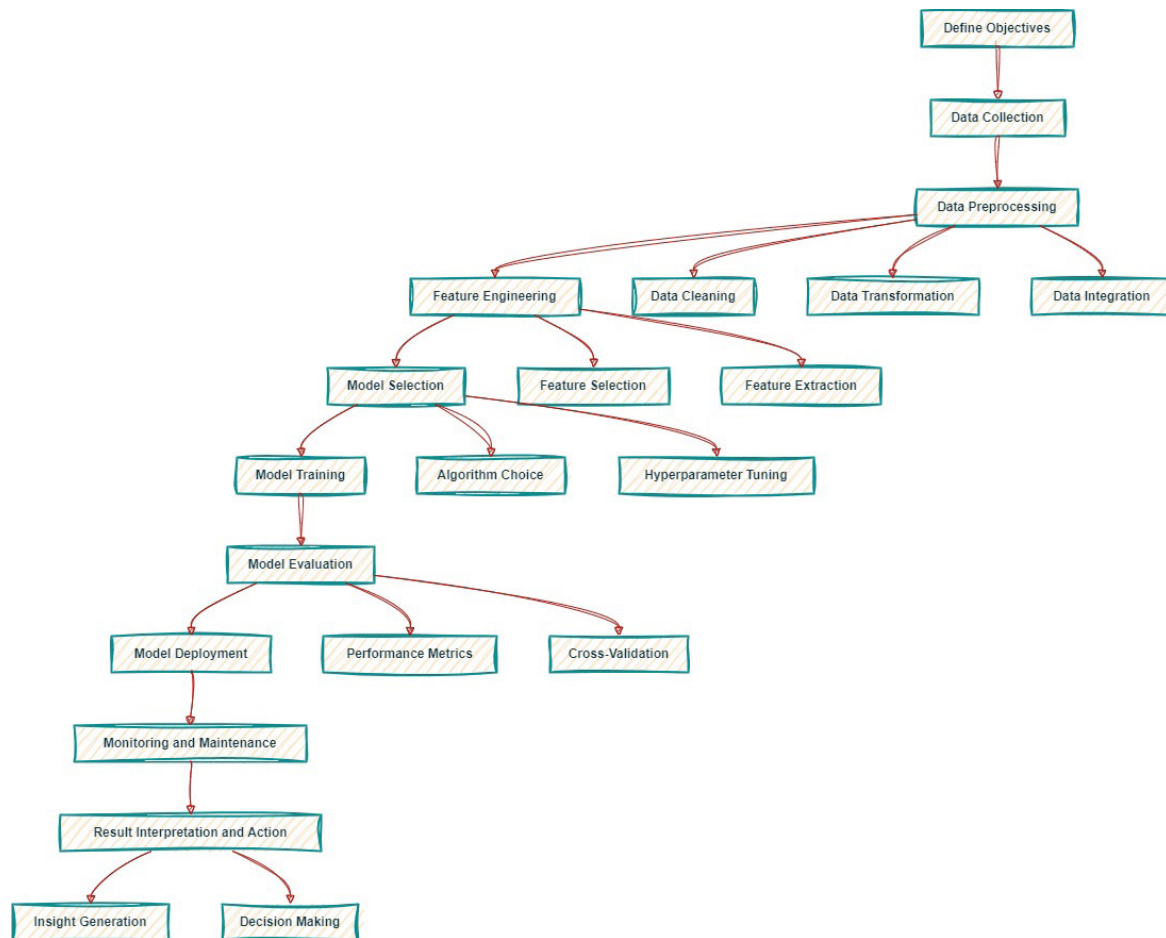 Define Objectives
Data Collection
Data Preprocessing
Feature Engineering
Data Cleaning
Data Transformation
Data Integration
Model Selection
Feature Selection
Feature Extraction
Model Training
Algorithm Choice
Hyperparameter Tuning
Model Evaluation
Model Deployment
Performance Metrics
Cross-Validation
Monitoring and Maintenance
Result Interpretation and Action
Insight Generation
Decision Making